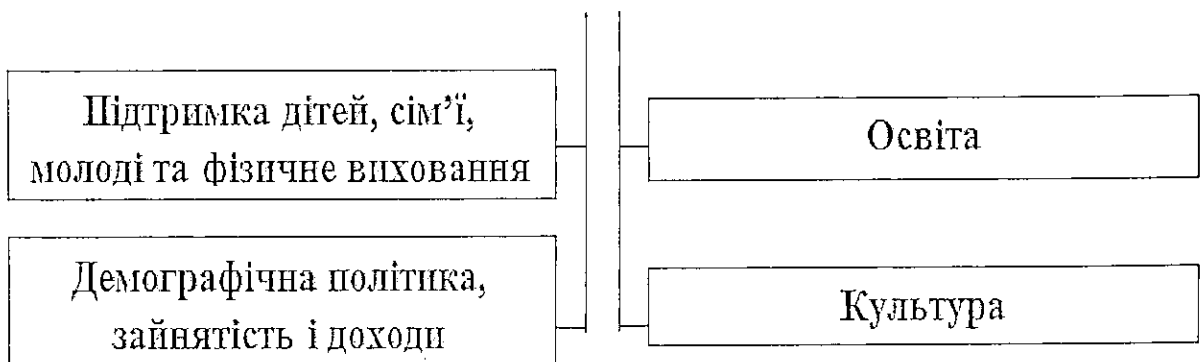 Підтримка дітей, сім’ї,
молоді та фізичне виховання
Освіта
Демографічна політика,
зайнятість і доходи
Культура